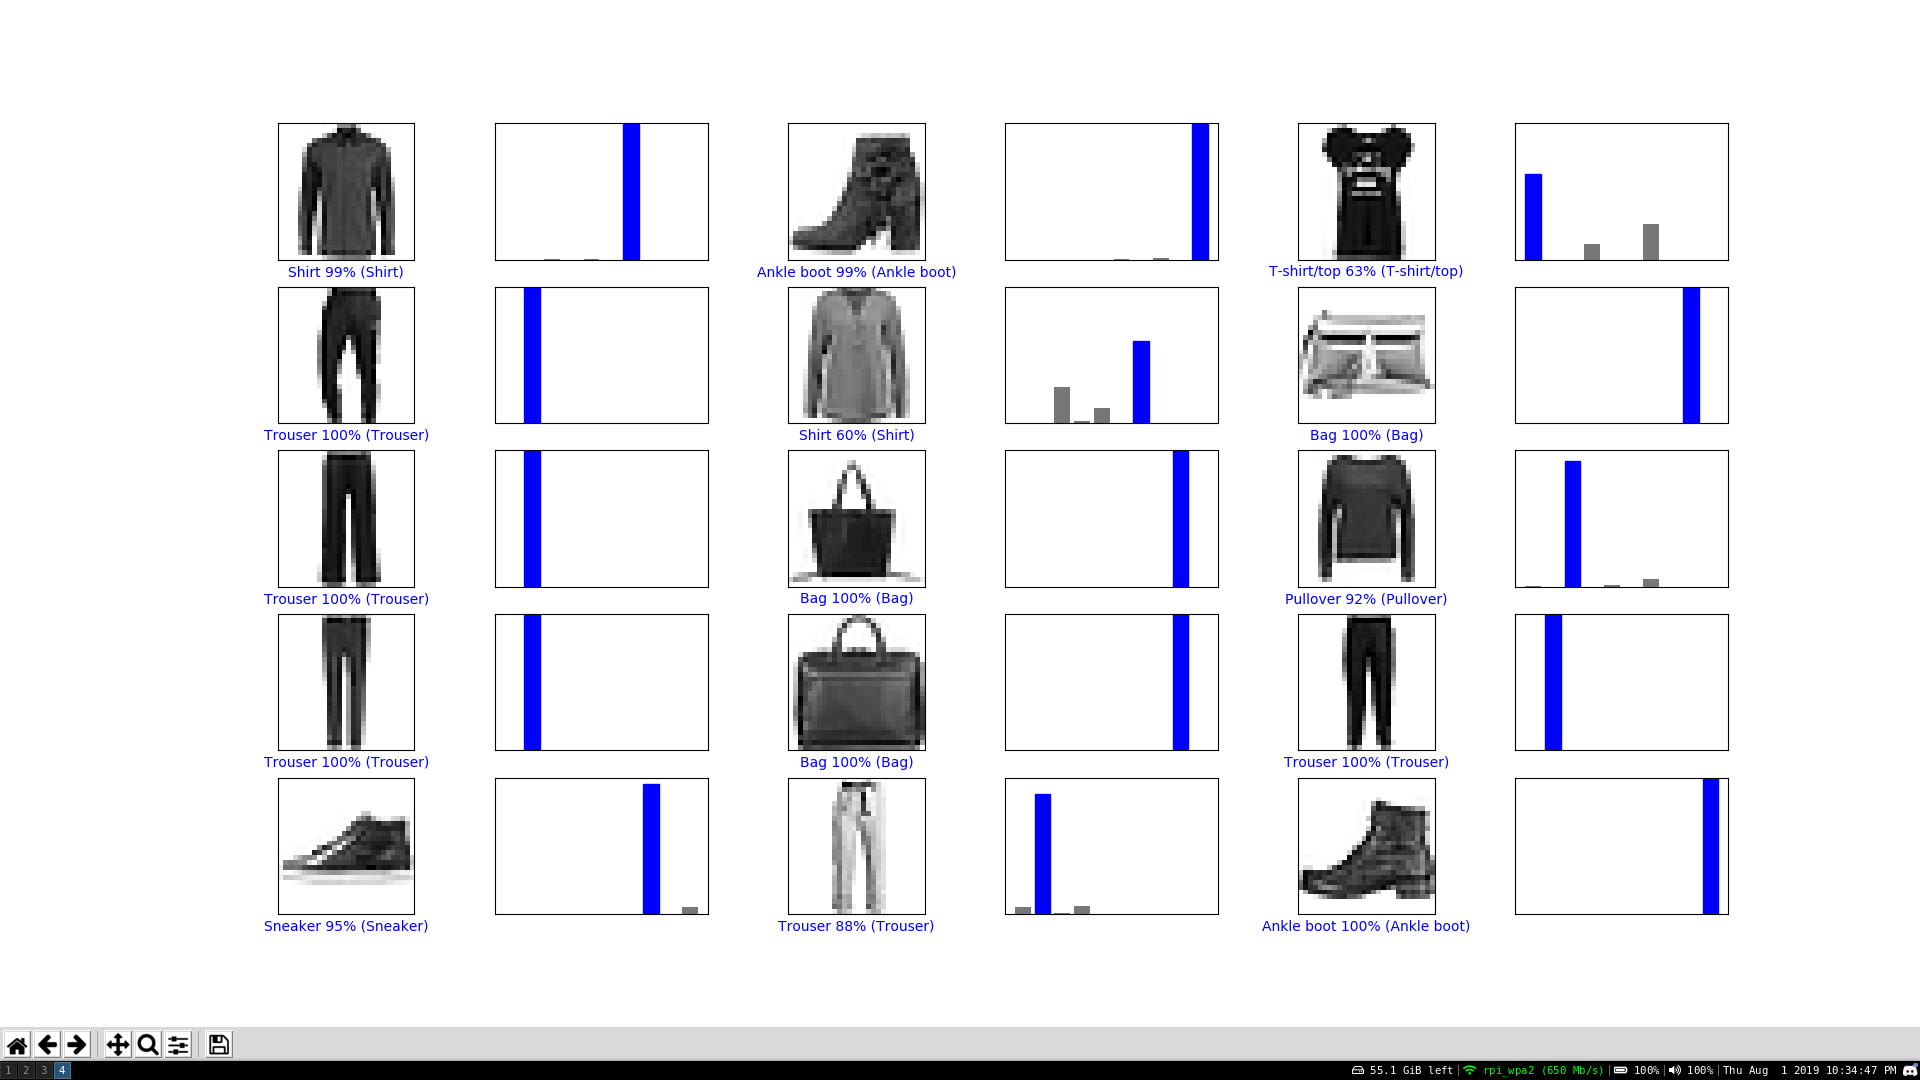 Shirt 99% (Shirt)
Ankle boot 99% (Ankle boot)
T-shirt/top 63% (T-shirt/top)
Trouser 100% (Trouser)
Shirt 60% (Shirt)
Bag 100% (Bag)
Trouser 100% (Trouser)
Bag 100% (Bag)
Pullover 92% (Pullover)
Trouser 100% (Trouser)
Bag 100% (Bag)
Trouser 100% (Trouser)
Sneaker 95% (Sneaker)
Trouser 88% (Trouser)
Ankle boot 100% (Ankle boot)
1 2 3 4
55.1 GiB left | rpi_wpa2 (650 Mb/s) | 100% | 100% | Thu Aug 1 2019 10:34:47 PM